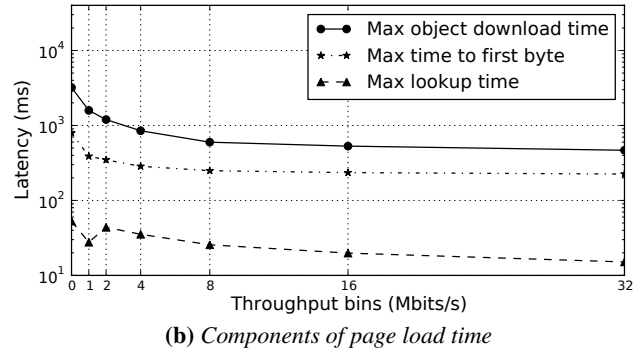 Max object download time
Max time to first byte
Max lookup time
Latency (ms)
10^4
10^3
10^2
10^1
0 1 2 4 8 16 32
Throughput bins (Mbits/s)
(b) Components of page load time